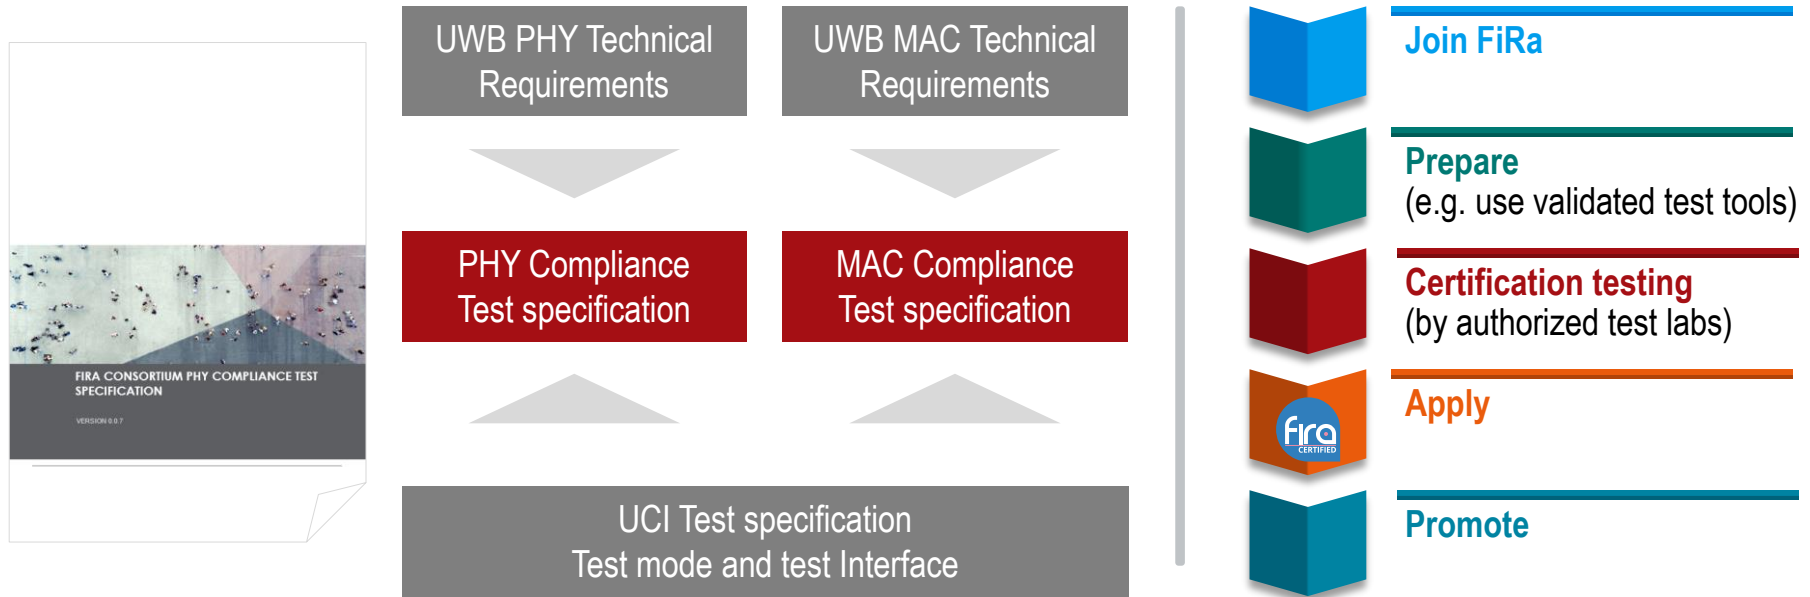 FIRA CONSORTIUM PHY COMPLIANCE TEST
SPECIFICATION
VERSION 0.0.7
UWB PHY Technical
Requirements
UWB MAC Technical
Requirements
PHY Compliance
Test specification
MAC Compliance
Test specification
UCI Test specification
Test mode and test Interface
Join FiRa
Prepare
(e.g. use validated test tools)
Certification testing
(by authorized test labs)
fira
CERTIFIED
Apply
Promote